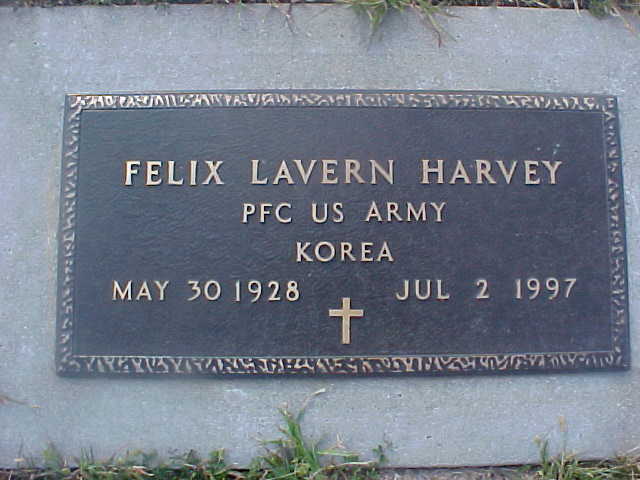 FELIX LAVERN HARVEY
PFC US ARMY
KOREA
MAY 30 1928 JUL 2 1997